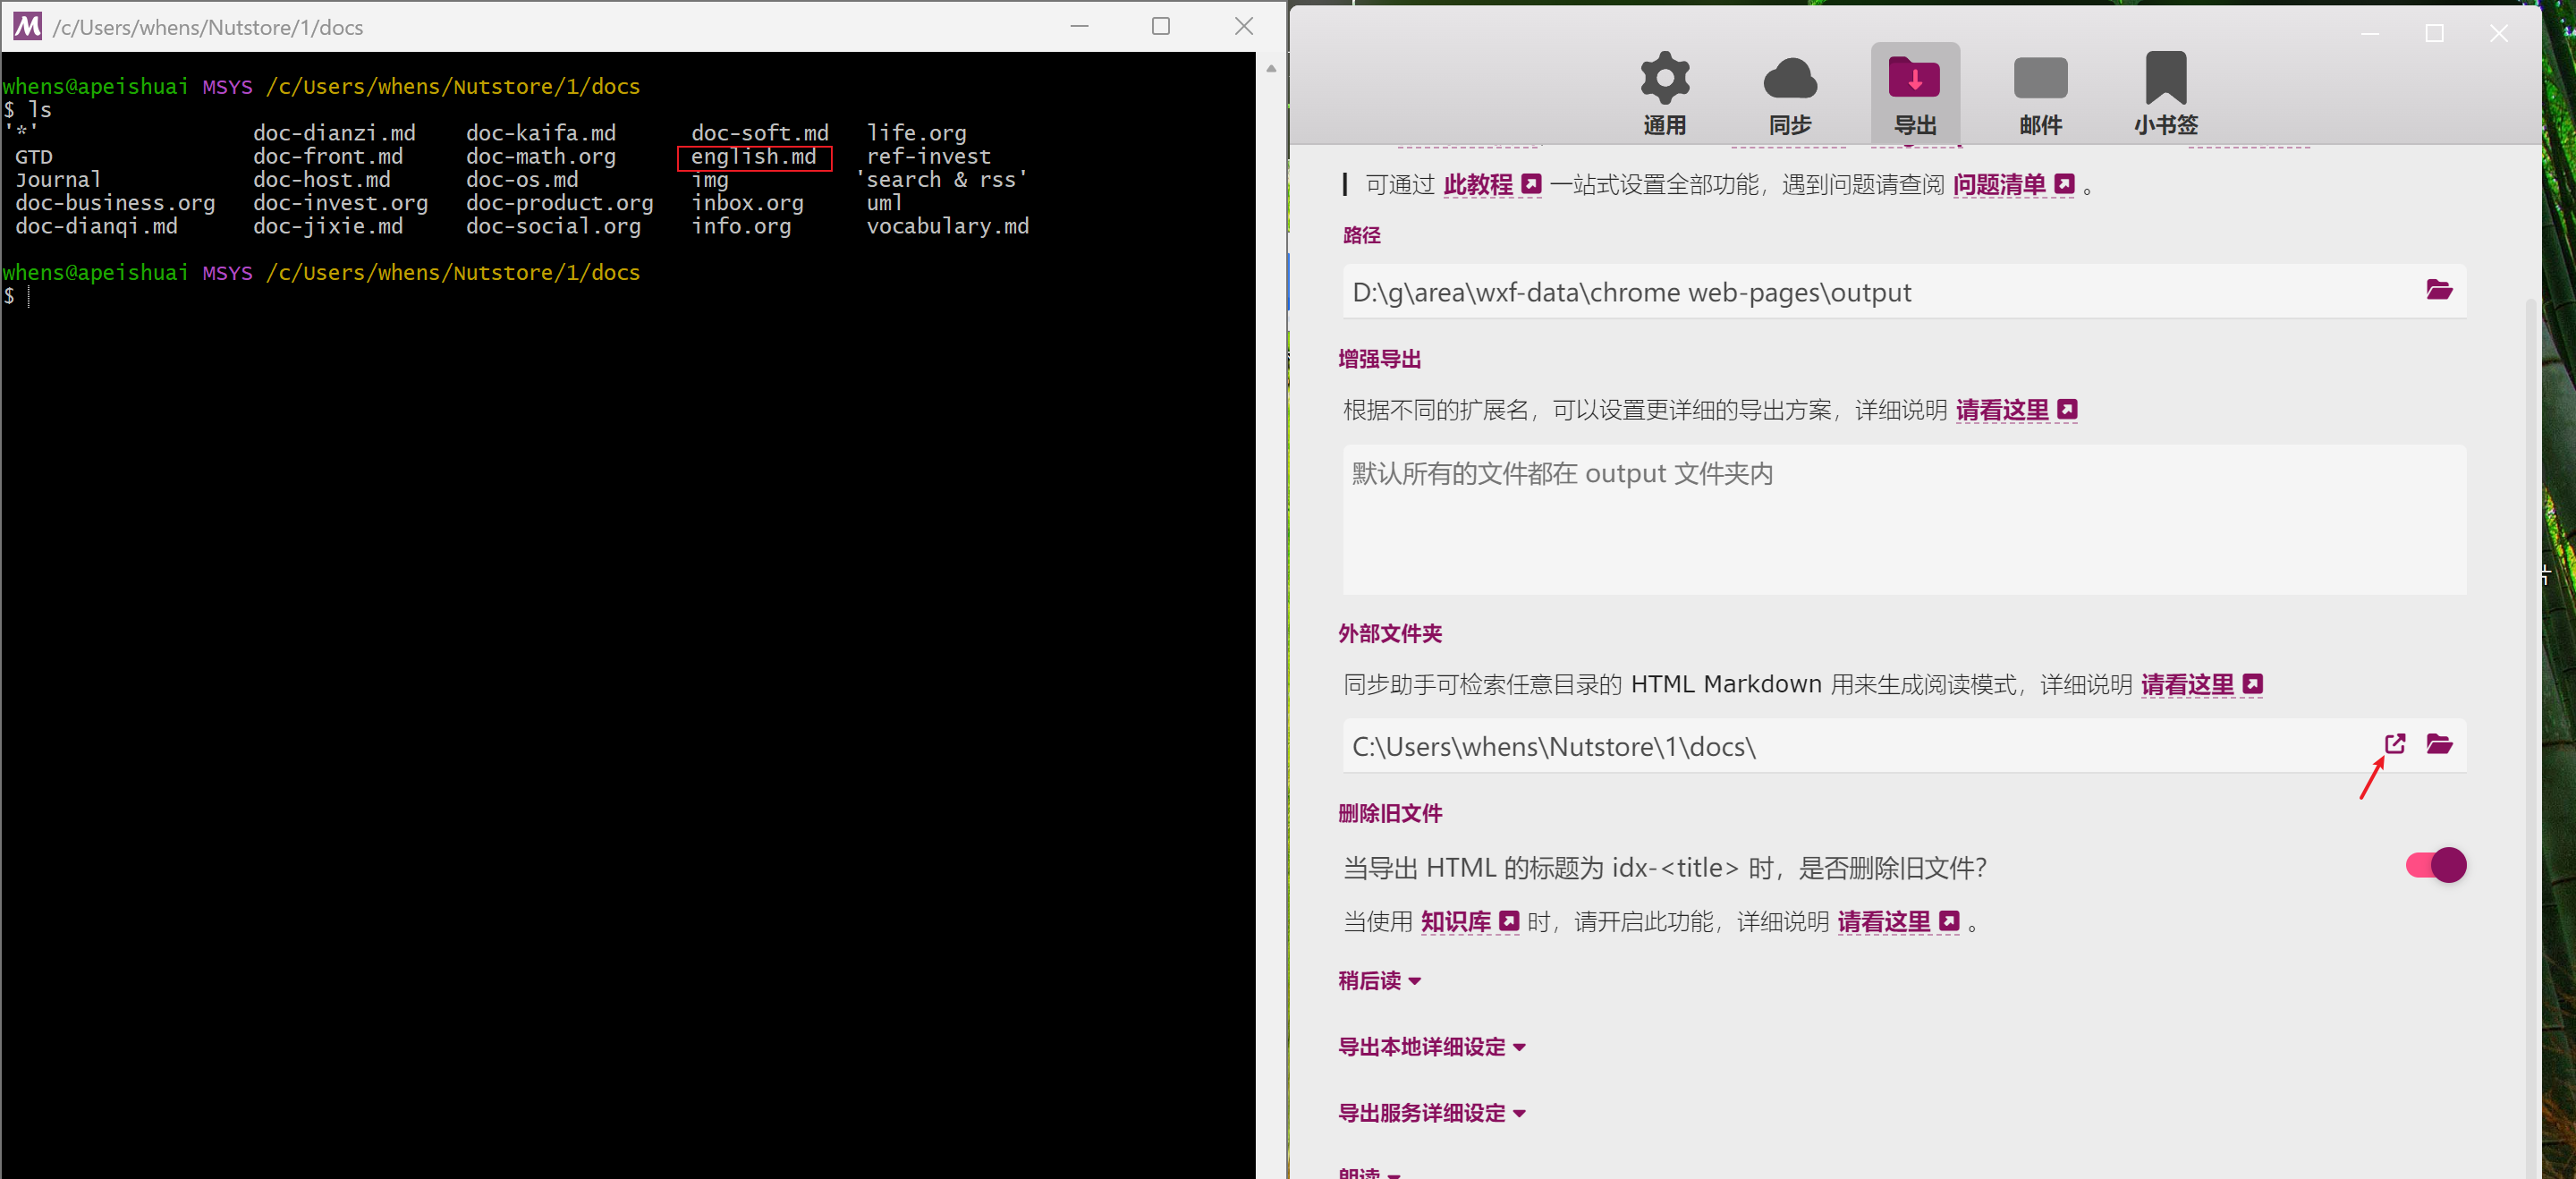 /c/Users/whens/Nutstore/1/docs
whens@apeishuai MSYS /c/Users/whens/Nutstore/1/docs
$ ls
'*' doc-dianzi.md doc-kaifa.md doc-soft.md life.org
GTD doc-front.md doc-math.org english.md ref-invest
Journal doc-host.md doc-os.md img 'search & rss'
doc-business.org doc-invest.org doc-product.org inbox.org uml
doc-dianqi.md doc-jixie.md doc-social.org info.org vocabulary.md
whens@apeishuai MSYS /c/Users/whens/Nutstore/1/docs
$
通用 同步 导出 邮件 小书签
可通过 此教程 一站式设置全部功能，遇到问题请查阅 问题清单 。
路径
D:\g\area\wxf-data\chrome web-pages\output
增强导出
根据不同的扩展名，可以设置更详细的导出方案，详细说明 请看这里
默认所有的文件都在 output 文件夹内
外部文件夹
同步助手可检索任意目录的 HTML Markdown 用来生成阅读模式，详细说明 请看这里
C:\Users\whens\Nutstore\1\docs\
删除旧文件
当导出 HTML 的标题为 idx-<title> 时，是否删除旧文件？
当使用 知识库 时，请开启此功能，详细说明 请看这里 。
稍后读
导出本地详细设定
导出服务详细设定
朗读